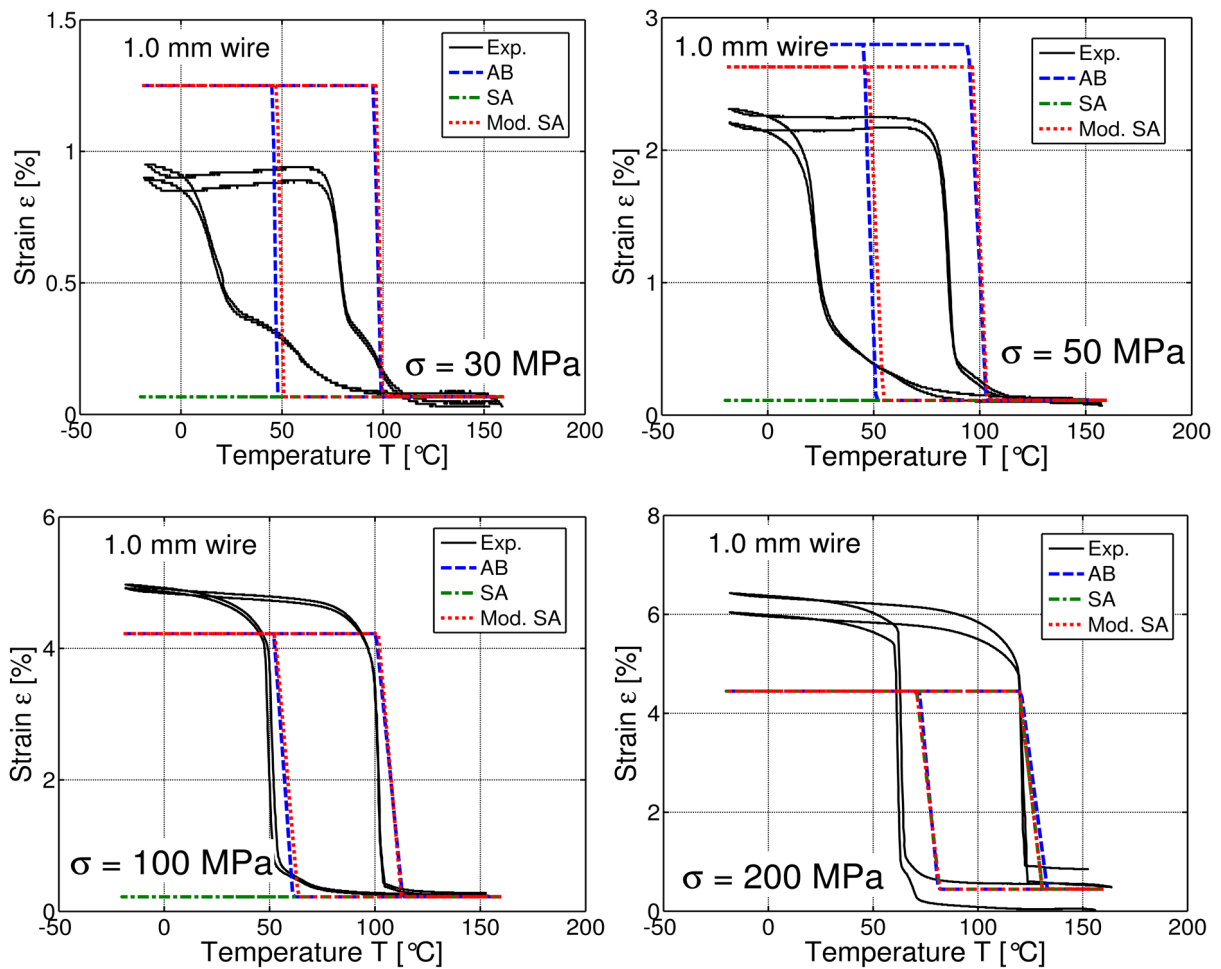 1.0 mm wire
Exp.
AB
SA
Mod. SA
σ = 30 MPa
Strain ε [%]
1.5
1
0.5
0
-50 0 50 100 150 200
Temperature T [°C]
1.0 mm wire
Exp.
AB
SA
Mod. SA
σ = 50 MPa
Strain ε [%]
3
2
1
0
-50 0 50 100 150 200
Temperature T [°C]
1.0 mm wire
Exp.
AB
SA
Mod. SA
σ = 100 MPa
Strain ε [%]
6
4
2
0
-50 0 50 100 150 200
Temperature T [°C]
1.0 mm wire
Exp.
AB
SA
Mod. SA
σ = 200 MPa
Strain ε [%]
8
6
4
2
0
-50 0 50 100 150 200
Temperature T [°C]